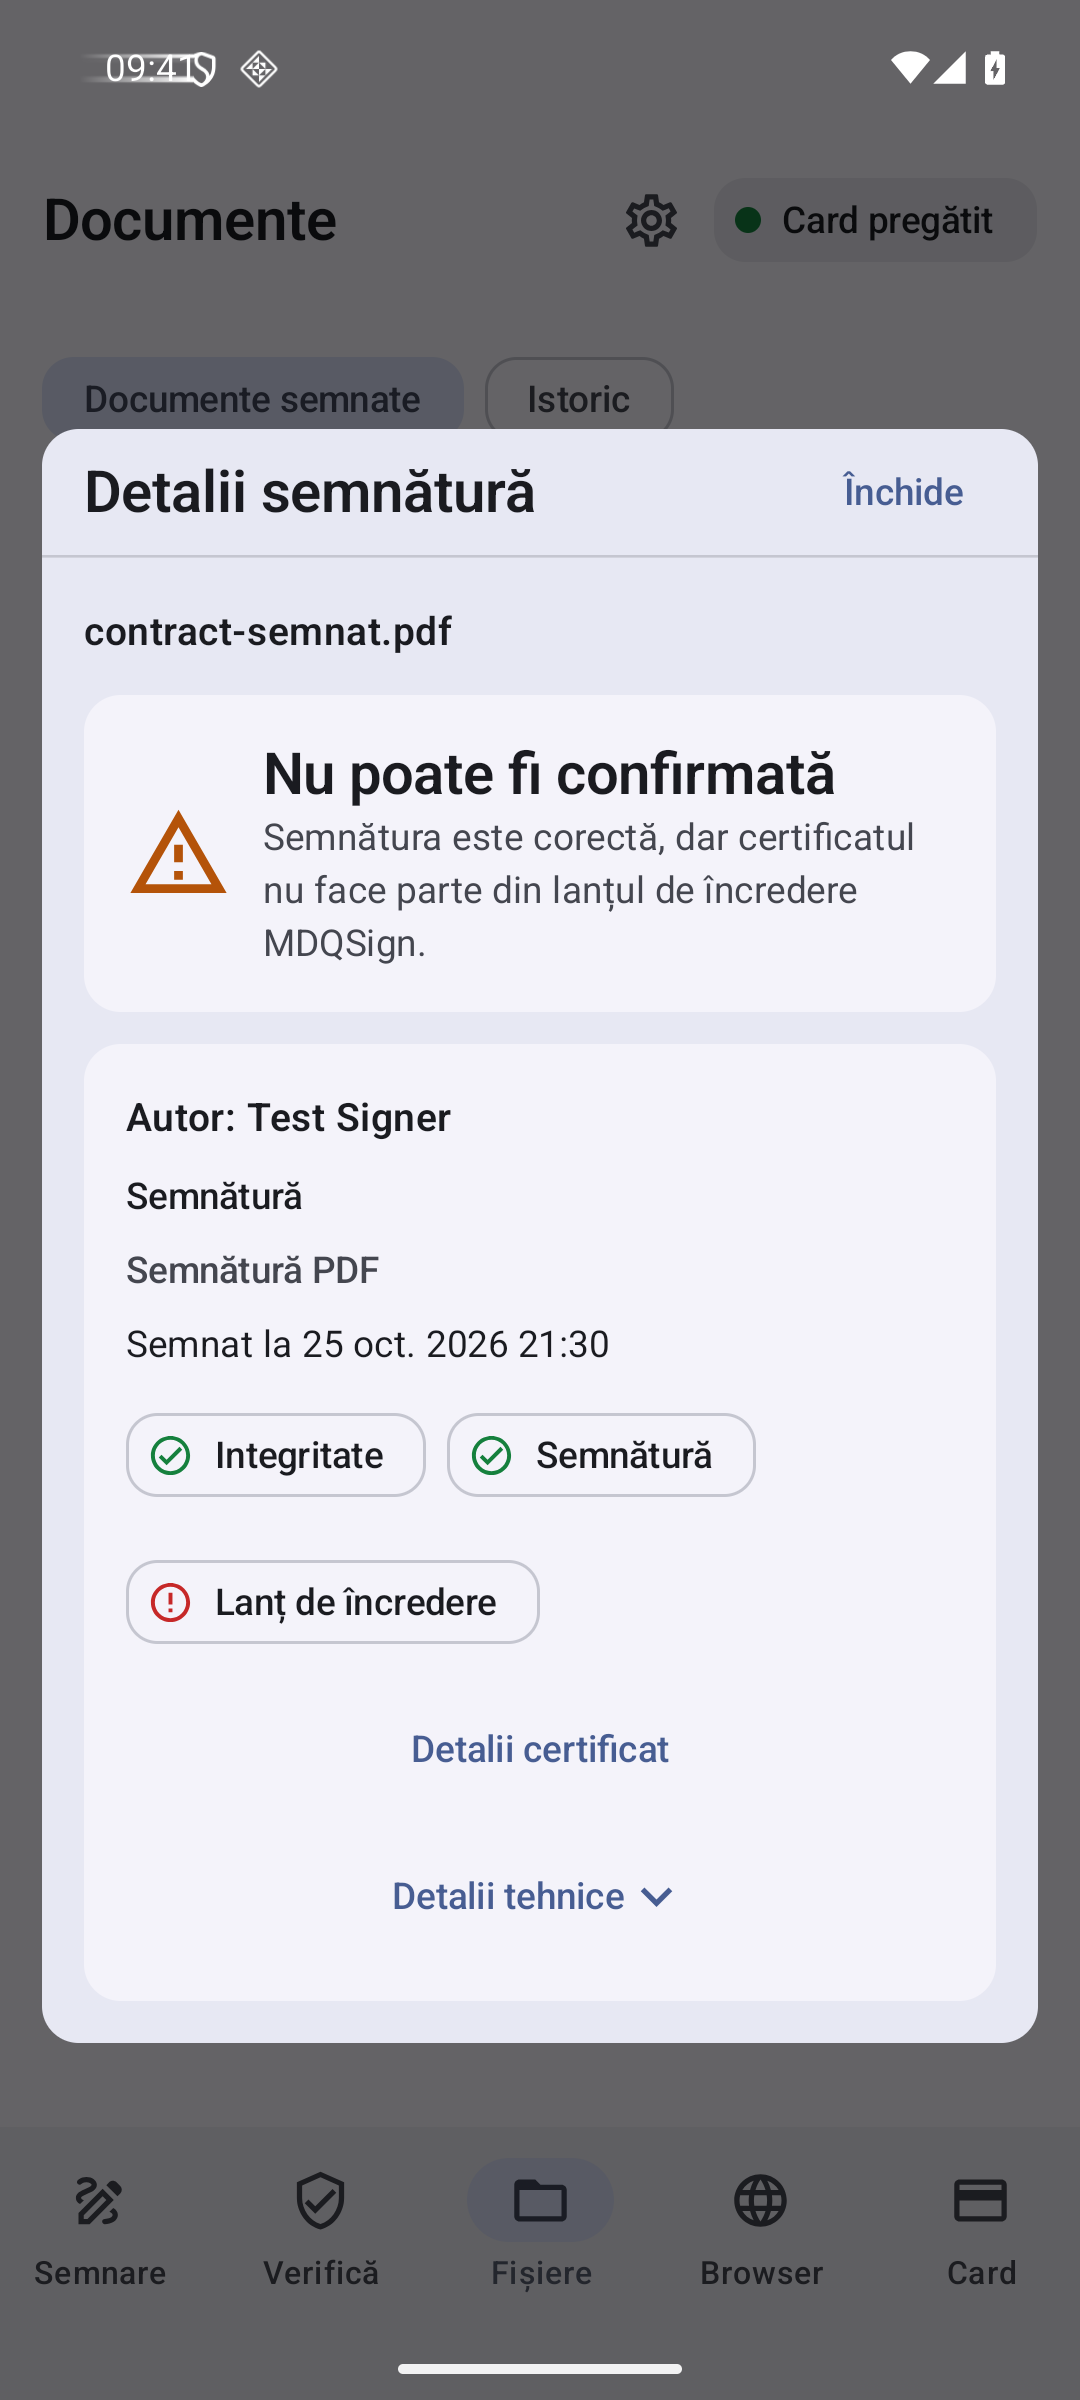 09:41
Documente
Card pregătit
Documente semnate
Istoric
Detalii semnătură
Închide
contract-semnat.pdf
Nu poate fi confirmată
Semnătura este corectă, dar certificatul
nu face parte din lanțul de încredere
MDQSign.
Autor: Test Signer
Semnătură
Semnătură PDF
Semnat la 25 oct. 2026 21:30
Integritate
Semnătură
Lanț de încredere
Detalii certificat
Detalii tehnice
Semnare
Verifică
Fișiere
Browser
Card